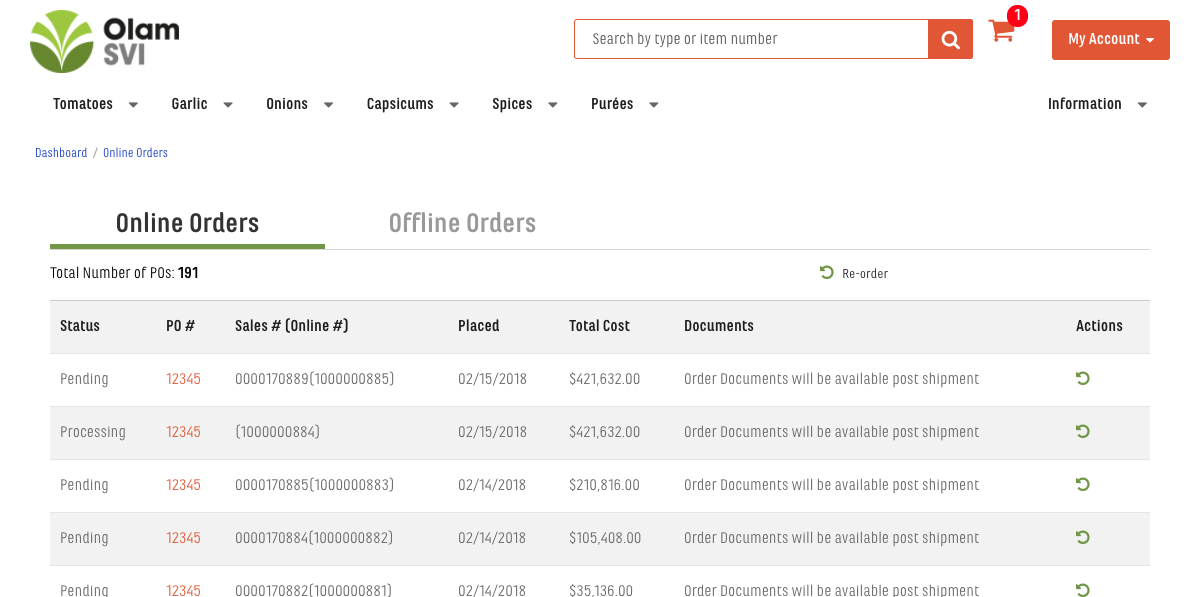 Olam
SVI
Search by type or item number
1
My Account
Tomatoes Garlic Onions Capsicums Spices Purées Information
Dashboard / Online Orders
Online Orders Offline Orders
Total Number of POs: 191 Re-order
Status PO # Sales # (Online #) Placed Total Cost Documents Actions
Pending 12345 0000170889(1000000885) 02/15/2018 $421,632.00 Order Documents will be available post shipment
Processing 12345 (1000000884) 02/15/2018 $421,632.00 Order Documents will be available post shipment
Pending 12345 0000170885(1000000883) 02/14/2018 $210,816.00 Order Documents will be available post shipment
Pending 12345 0000170884(1000000882) 02/14/2018 $105,408.00 Order Documents will be available post shipment
Pending 12345 0000170882(1000000881) 02/14/2018 $35,136.00 Order Documents will be available post shipment